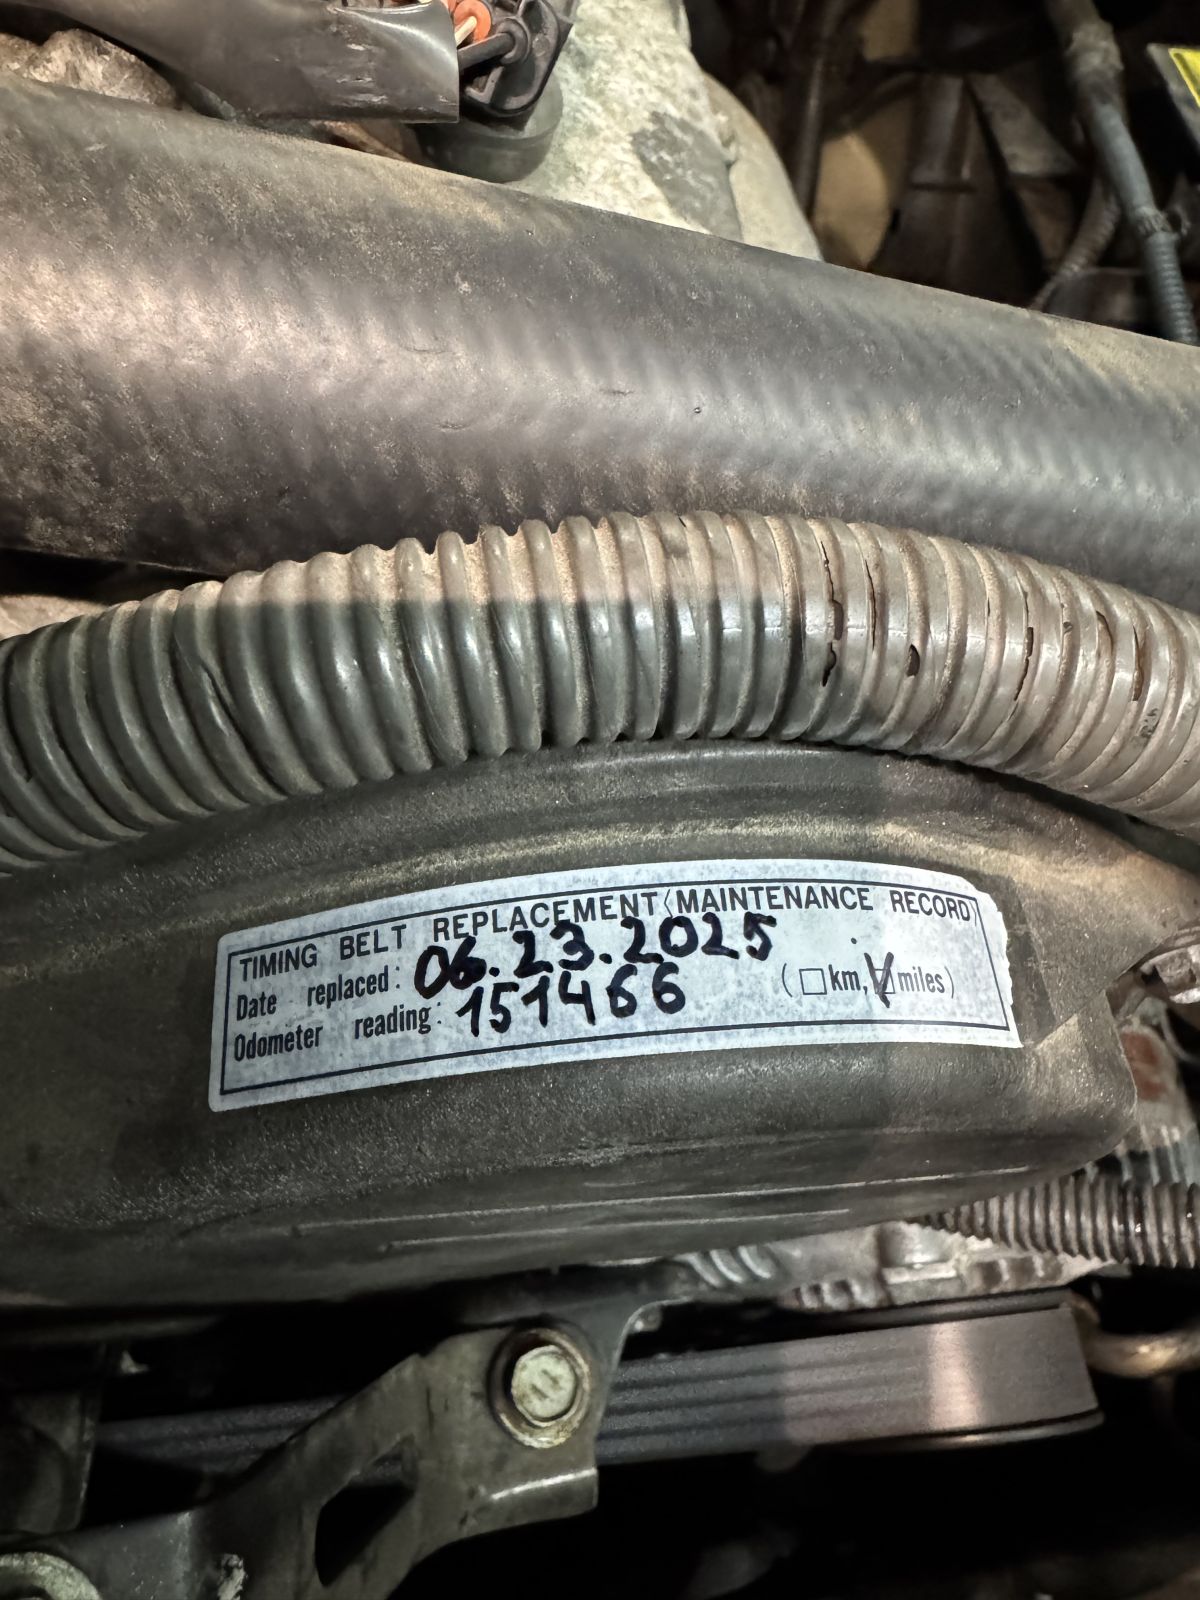 TIMING BELT REPLACEMENT (MAINTENANCE RECORD)
Date replaced: 06.23.2025
Odometer reading: 151466 (☐km, ☑miles)